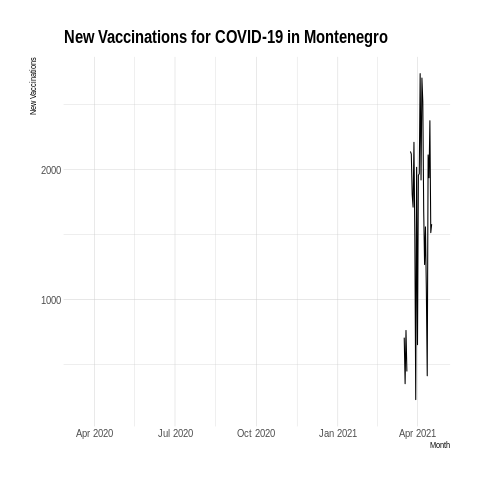 New Vaccinations for COVID-19 in Montenegro
New Vaccinations
2000
1000
Apr 2020 Jul 2020 Oct 2020 Jan 2021 Apr 2021
Month